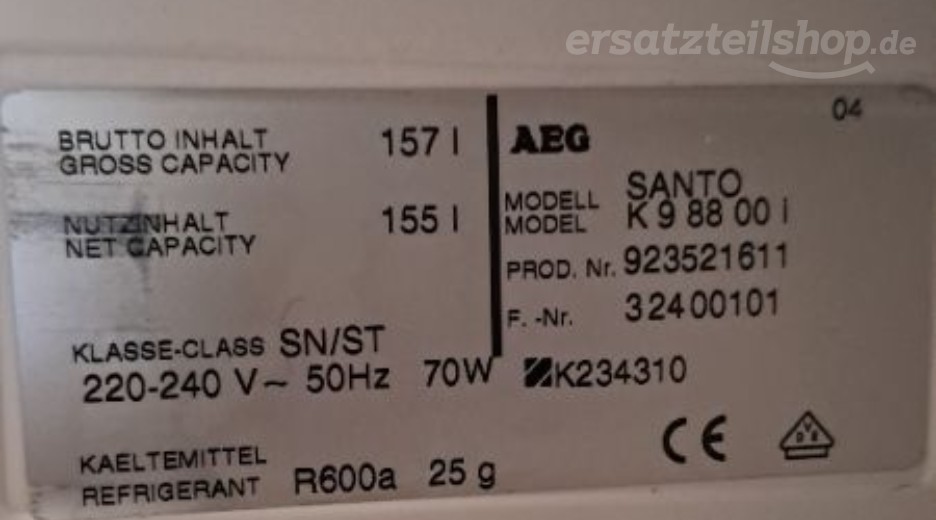 ersatzteilshop.de
04
BRUTTO INHALT
GROSS CAPACITY 157 l
NUTZINHALT
NET CAPACITY 155 l
AEG
MODELL SANTO
MODEL K 9 88 00 i
PROD. Nr. 923521611
F. -Nr. 32400101
KLASSE-CLASS SN/ST
220-240 V~ 50Hz 70W K234310
KAELTEMITTEL
REFRIGERANT R600a 25 g
CE
VDE